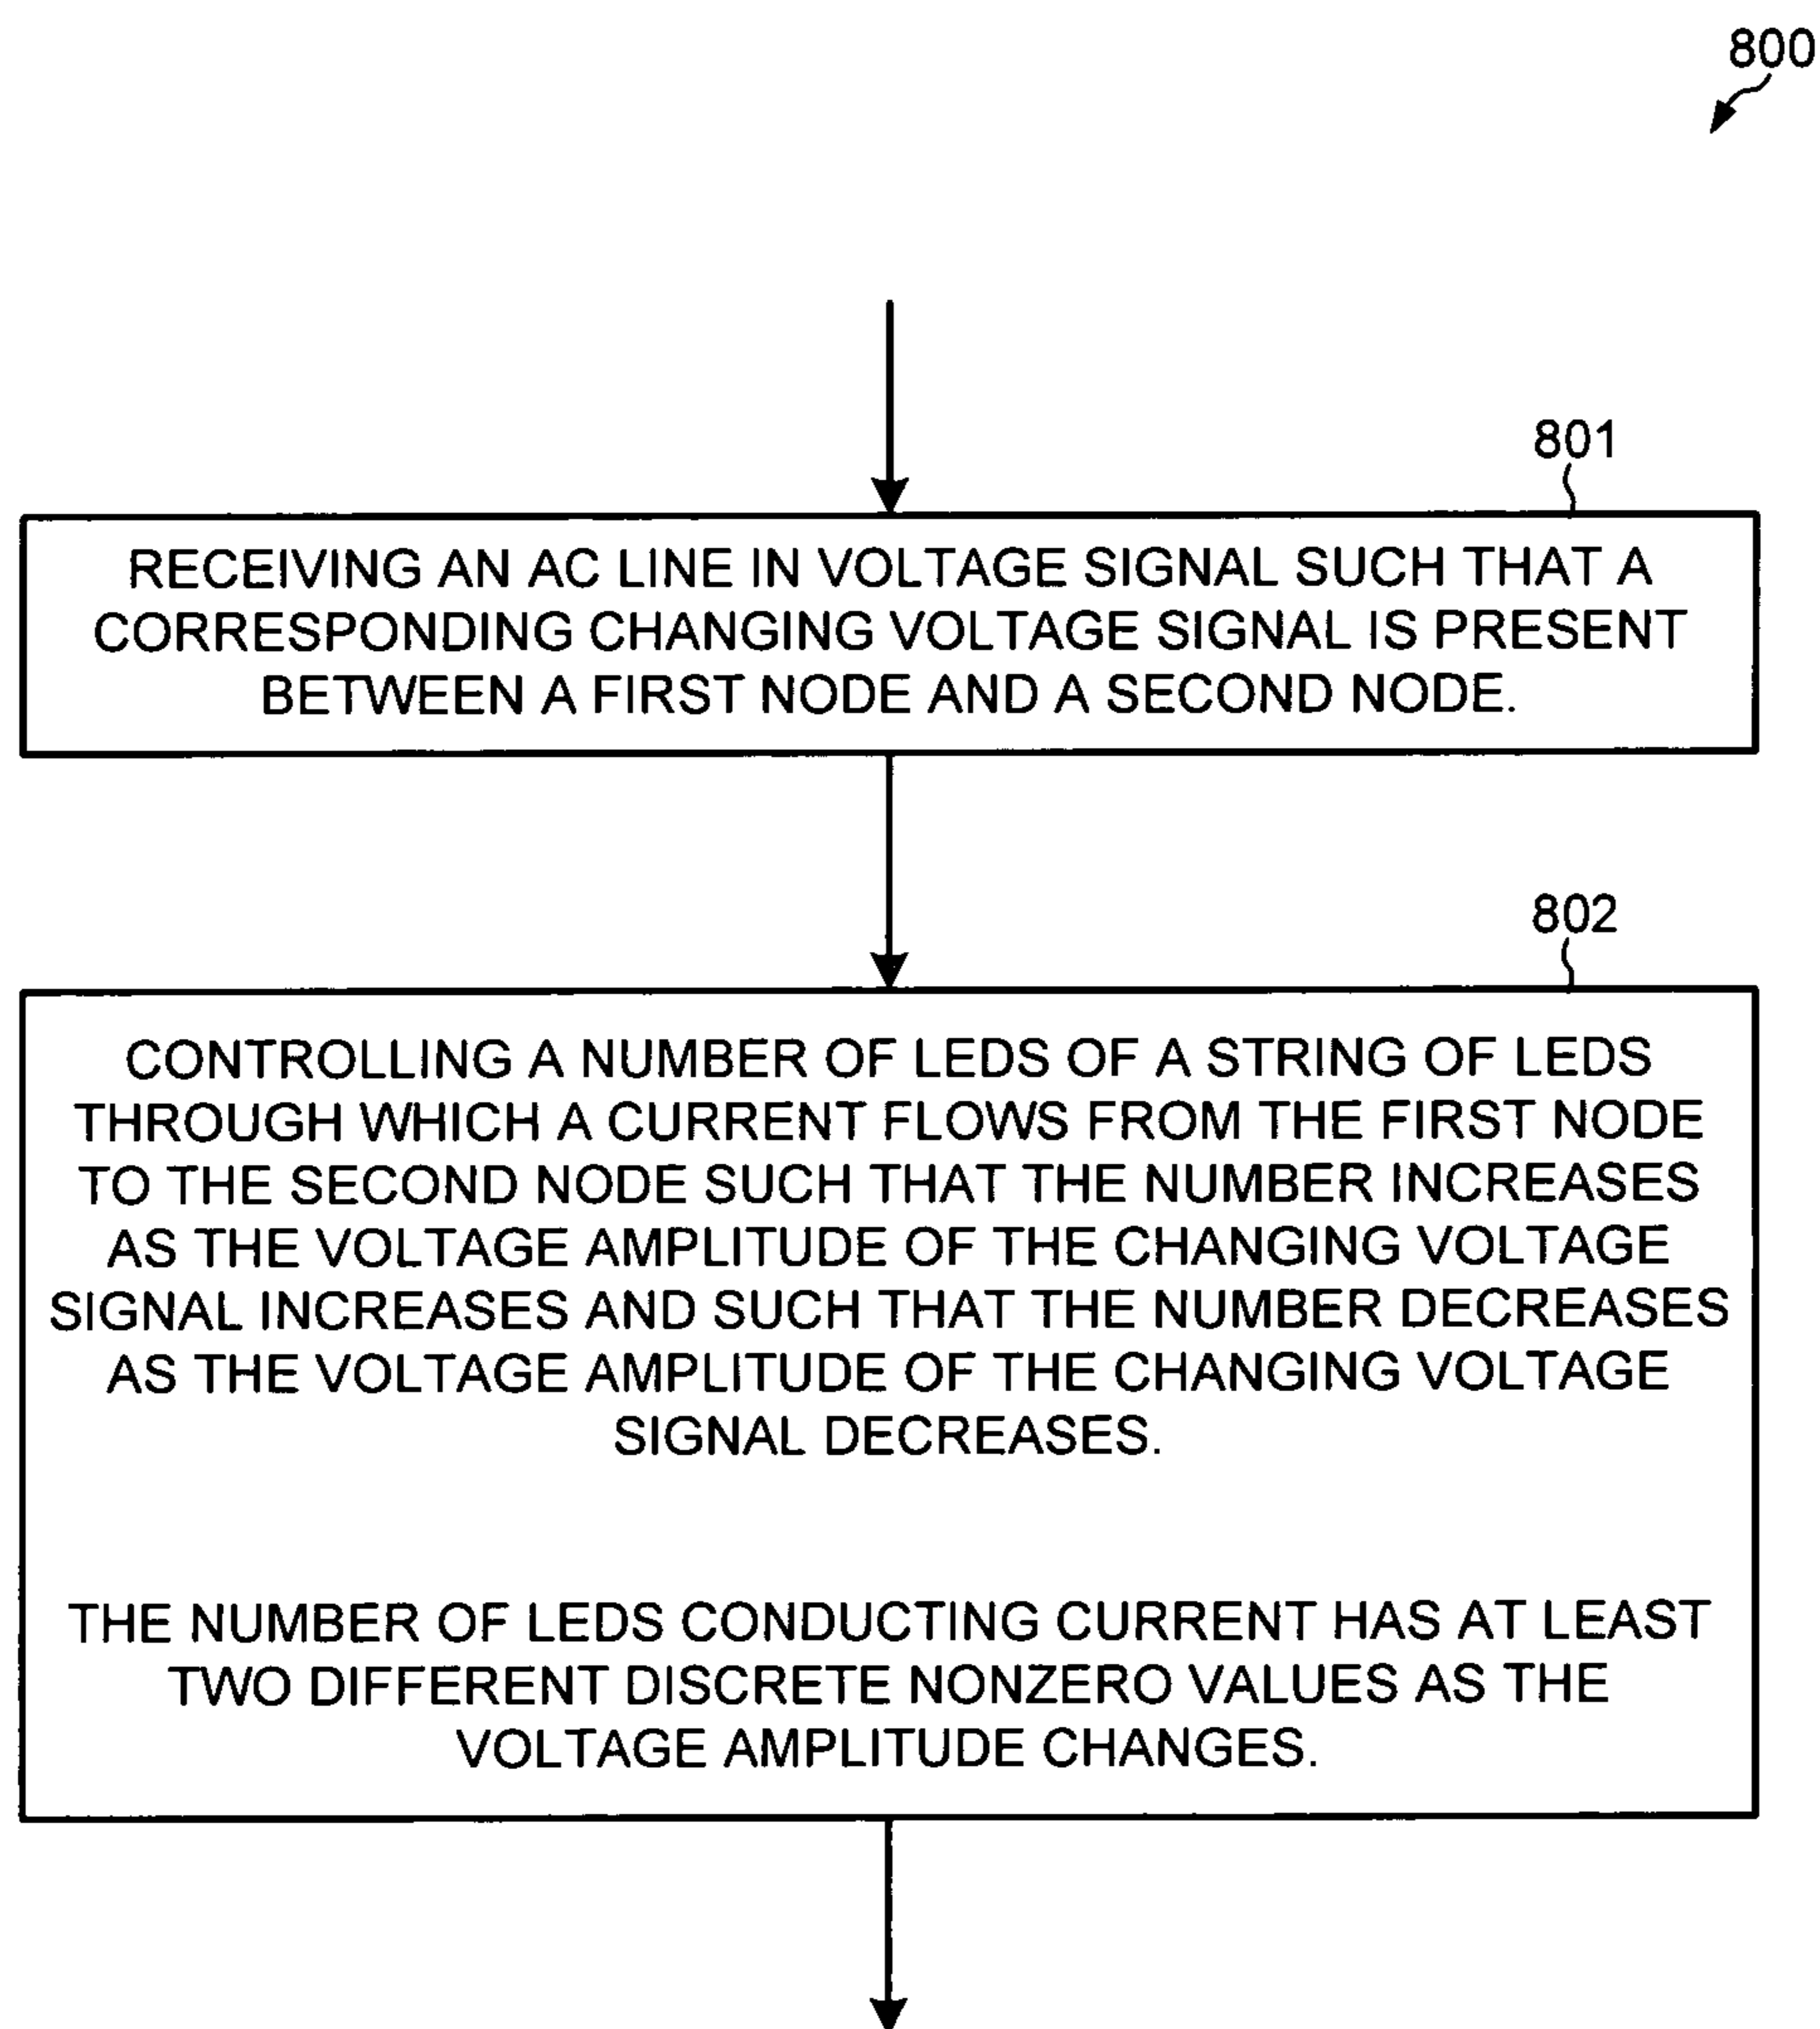 800
801
RECEIVING AN AC LINE IN VOLTAGE SIGNAL SUCH THAT A
CORRESPONDING CHANGING VOLTAGE SIGNAL IS PRESENT
BETWEEN A FIRST NODE AND A SECOND NODE.
802
CONTROLLING A NUMBER OF LEDS OF A STRING OF LEDS
THROUGH WHICH A CURRENT FLOWS FROM THE FIRST NODE
TO THE SECOND NODE SUCH THAT THE NUMBER INCREASES
AS THE VOLTAGE AMPLITUDE OF THE CHANGING VOLTAGE
SIGNAL INCREASES AND SUCH THAT THE NUMBER DECREASES
AS THE VOLTAGE AMPLITUDE OF THE CHANGING VOLTAGE
SIGNAL DECREASES.
THE NUMBER OF LEDS CONDUCTING CURRENT HAS AT LEAST
TWO DIFFERENT DISCRETE NONZERO VALUES AS THE
VOLTAGE AMPLITUDE CHANGES.